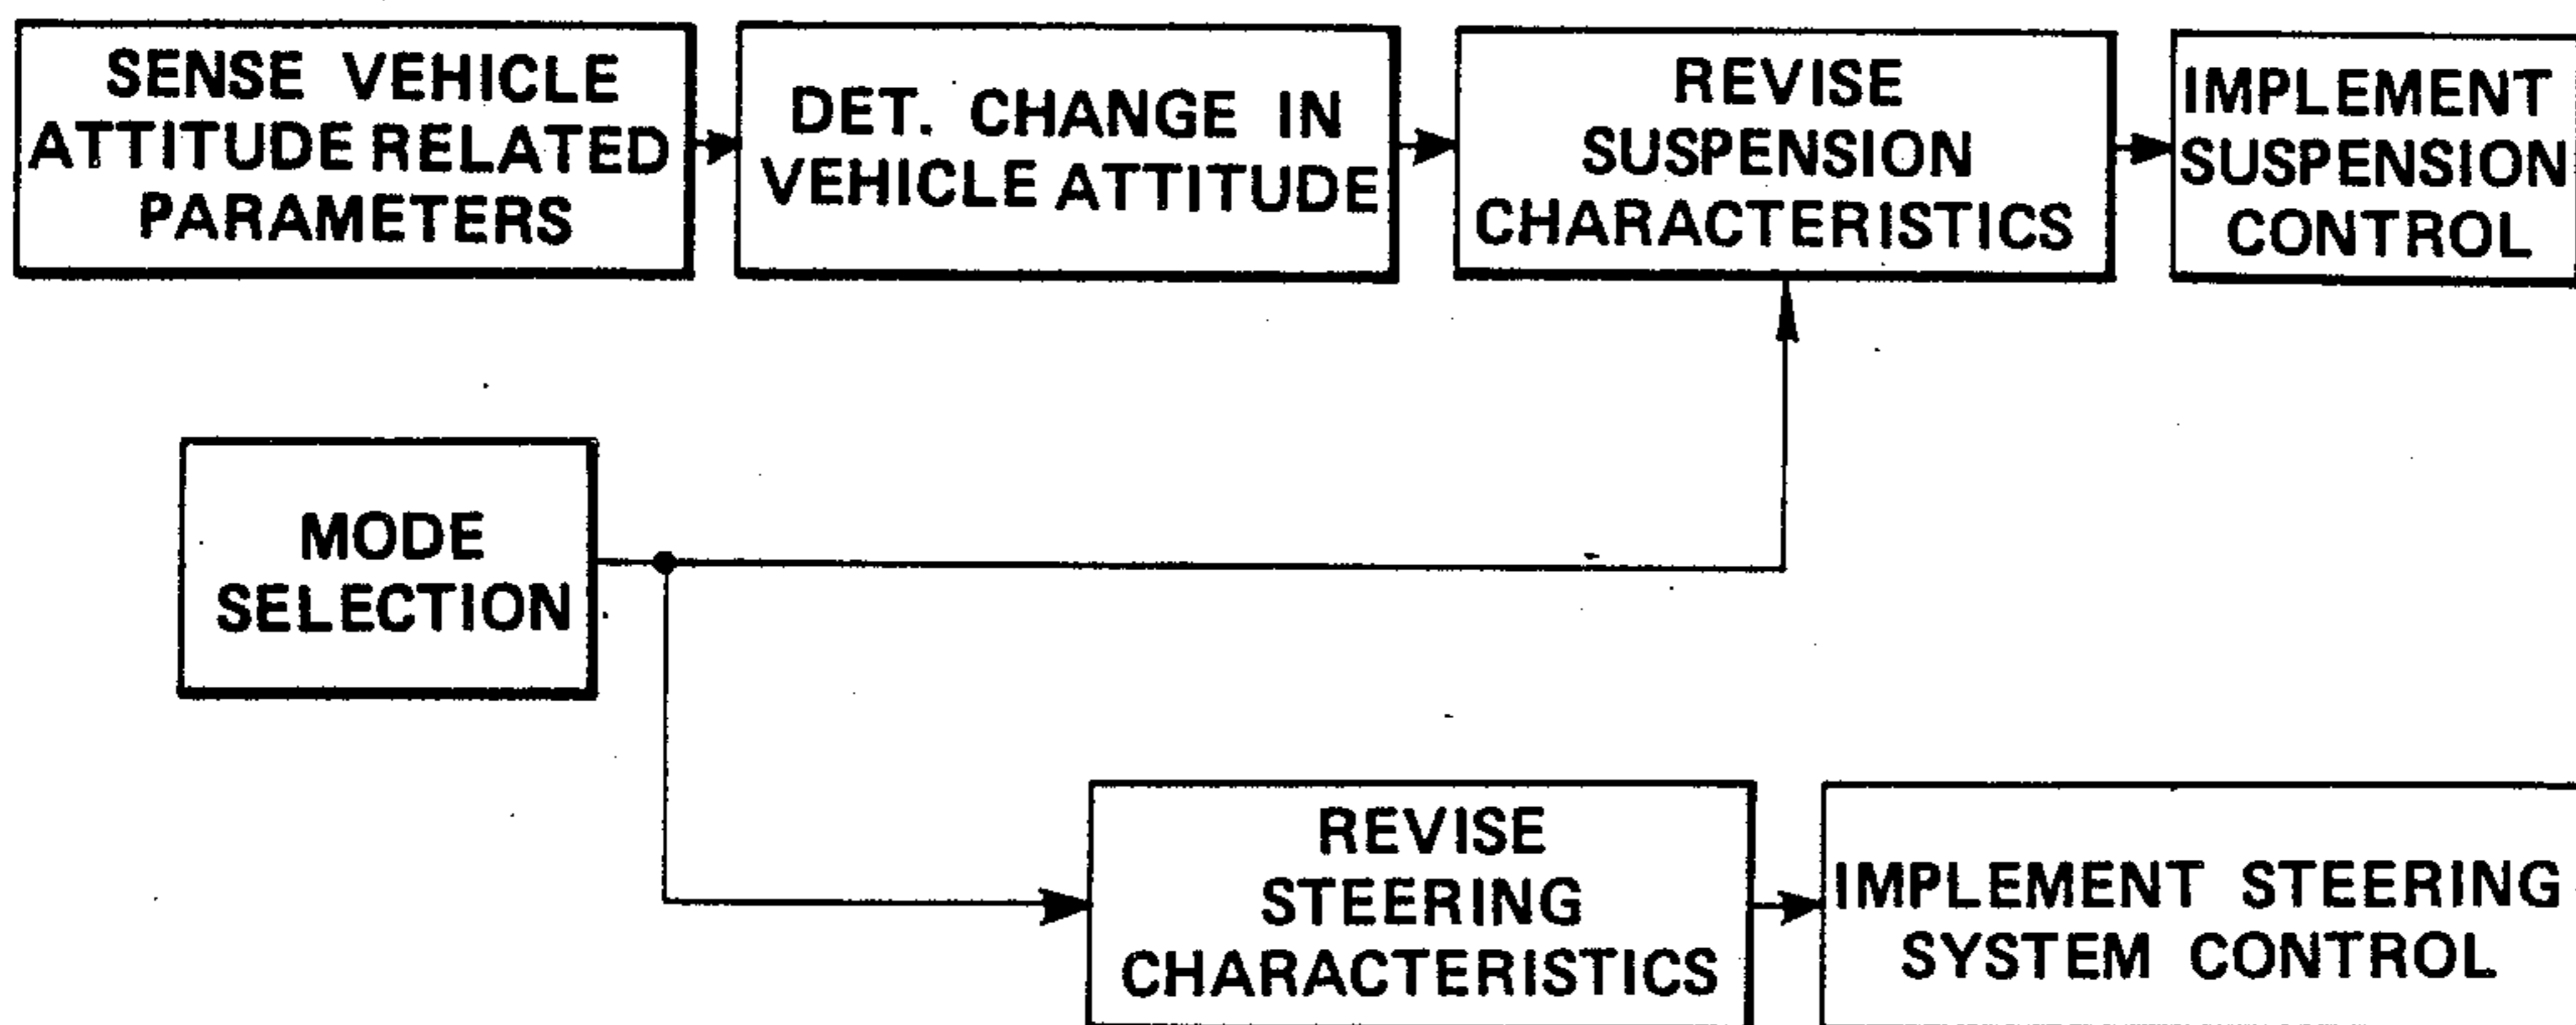 SENSE VEHICLE
ATTITUDE RELATED
PARAMETERS
DET. CHANGE IN
VEHICLE ATTITUDE
REVISE
SUSPENSION
CHARACTERISTICS
IMPLEMENT
SUSPENSION
CONTROL
MODE
SELECTION
REVISE
STEERING
CHARACTERISTICS
IMPLEMENT STEERING
SYSTEM CONTROL